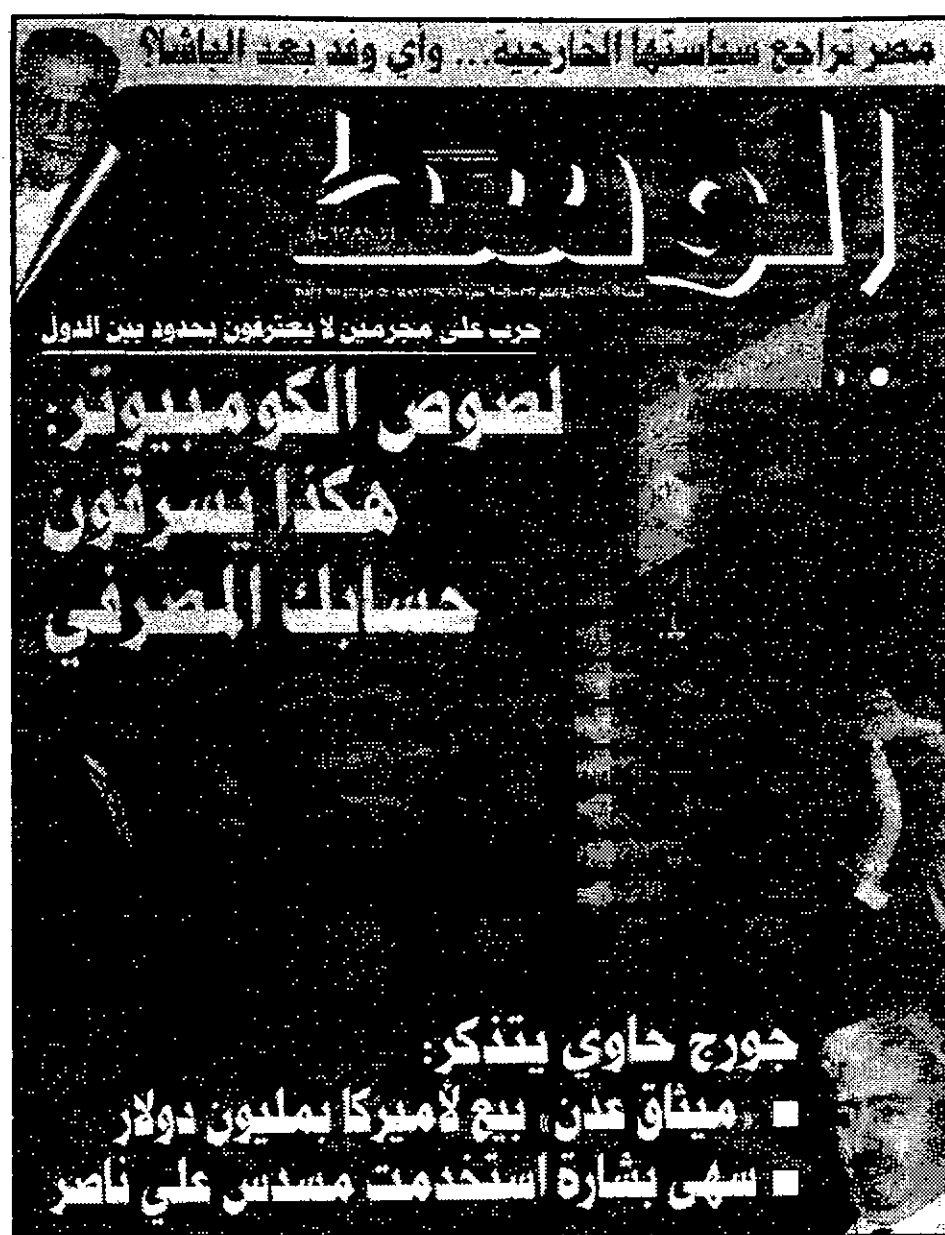 مصر تراجع سياستها الخارجية... وأي وفد بعد الباشا؟
الوسط
حرب على مجرمين لا يعترفون بحدود بين الدول
لصوص الكومبيوتر:
هكذا يسرقون
حسابك المصرفي
جورج حاوي يتذكر:
■ «ميثاق عدن» بيع لأميركا بمليون دولار
■ سهى بشارة استخدمت مسدس علي ناصر